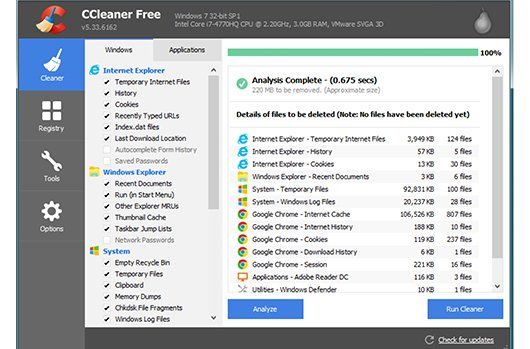 CCleaner Free
v5.33.6162
Windows 7 32-bit SP1
Intel Core i7-4770HQ CPU @ 2.20GHz, 3.0GB RAM, VMware SVGA 3D
Cleaner
Registry
Tools
Options
Windows
Applications
Internet Explorer
Temporary Internet Files
History
Cookies
Recently Typed URLs
Index.dat files
Last Download Location
Autocomplete Form History
Saved Passwords
Windows Explorer
Recent Documents
Run (in Start Menu)
Other Explorer MRUs
Thumbnail Cache
Taskbar Jump Lists
Network Passwords
System
Empty Recycle Bin
Temporary Files
Clipboard
Memory Dumps
Chkdsk File Fragments
Windows Log Files
100%
Analysis Complete - (0.675 secs)
220 MB to be removed. (Approximate size)
Details of files to be deleted (Note: No files have been deleted yet)
Internet Explorer - Temporary Internet Files 3,949 KB 124 files
Internet Explorer - History 57 KB 5 files
Internet Explorer - Cookies 13 KB 30 files
Windows Explorer - Recent Documents 3 KB 6 files
System - Temporary Files 92,831 KB 100 files
System - Windows Log Files 20,237 KB 28 files
Google Chrome - Internet Cache 106,526 KB 807 files
Google Chrome - Internet History 188 KB 10 files
Google Chrome - Cookies 119 KB 237 files
Google Chrome - Download History 6 KB 1 files
Google Chrome - Session 221 KB 16 files
Applications - Adobe Reader DC 116 KB 3 files
Utilities - Windows Defender 10 KB 1 files
Analyze
Run Cleaner
Check for updates